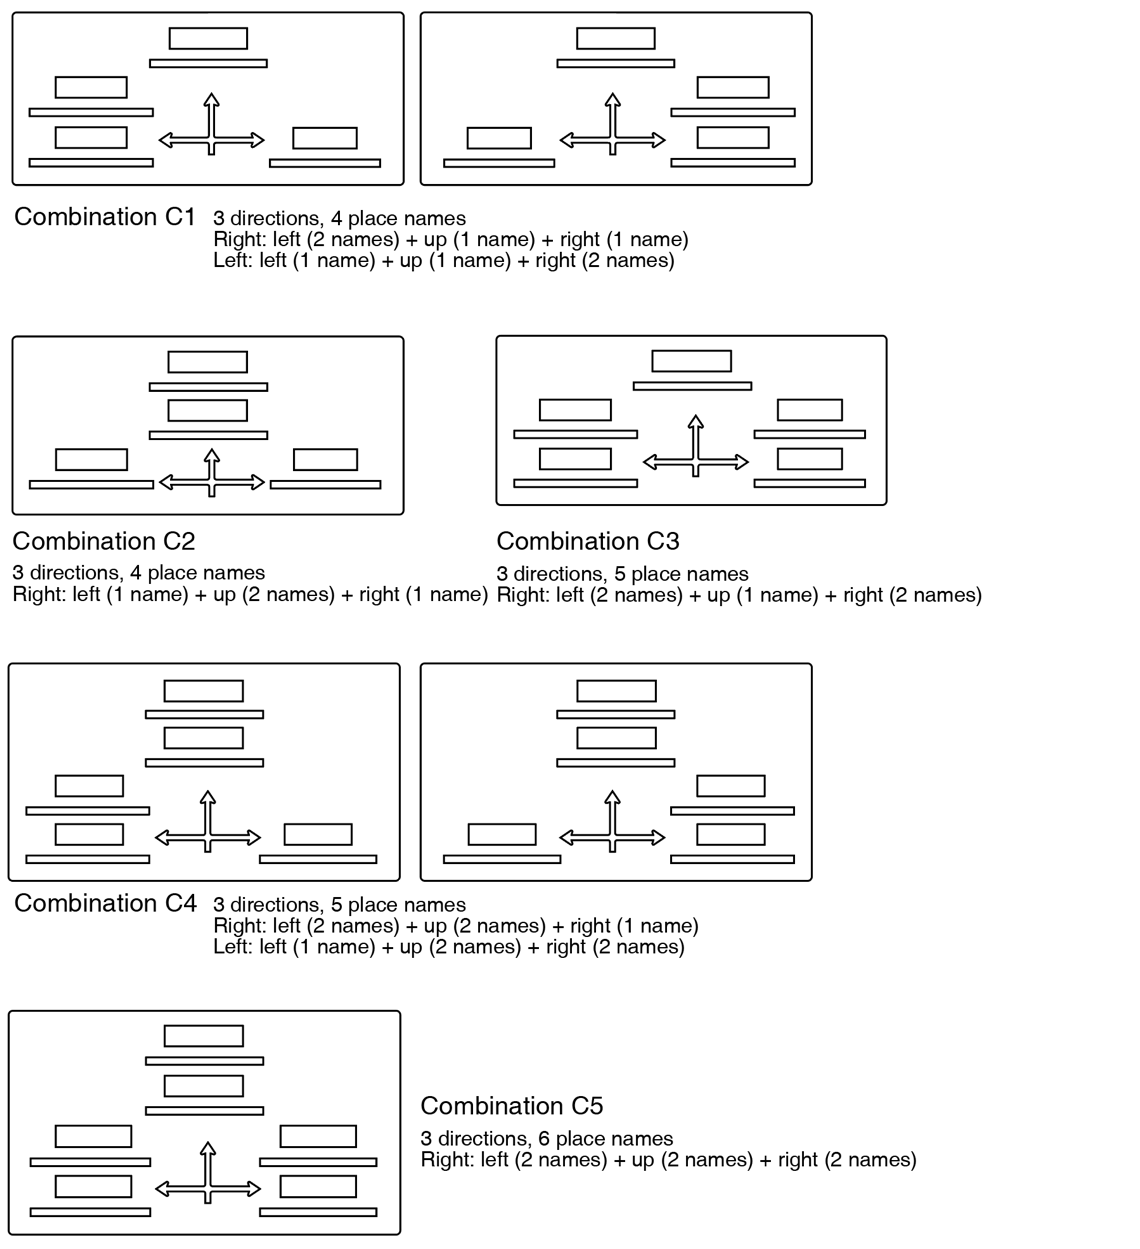 Combination C1
3 directions, 4 place names
Right: left (2 names) + up (1 name) + right (1 name)
Left: left (1 name) + up (1 name) + right (2 names)
Combination C2
3 directions, 4 place names
Right: left (1 name) + up (2 names) + right (1 name)
Combination C3
3 directions, 5 place names
Right: left (2 names) + up (1 name) + right (2 names)
Combination C4
3 directions, 5 place names
Right: left (2 names) + up (2 names) + right (1 name)
Left: left (1 name) + up (2 names) + right (2 names)
Combination C5
3 directions, 6 place names
Right: left (2 names) + up (2 names) + right (2 names)